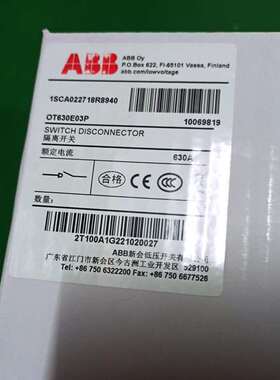 ABB
ABB Oy
P.O.Box 622, FI-65101 Vaasa, Finland
abb.com/lowvoltage
1SCA022718R8940
OT630E03P
10069819
SWITCH DISCONNECTOR
隔离开关
额定电流
630A
合格
CCC
2T100A1G221020027
ABB新会低压开关有限公司
广东省江门市新会区今古洲工业开发区 529100
Tel: +86 750 6322200 Fax: +86 750 6677526